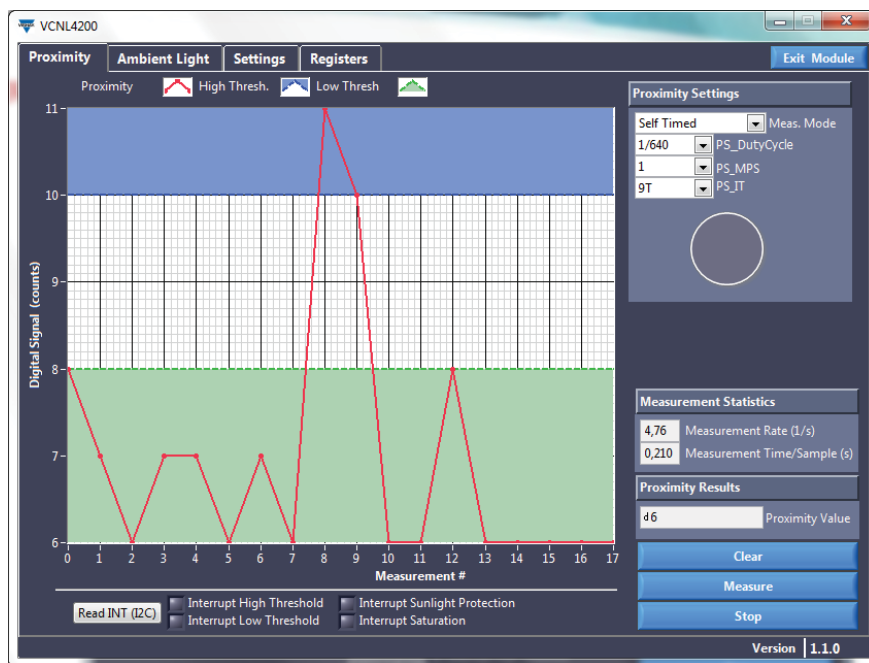 VCNL4200
Proximity Ambient Light Settings Registers Exit Module
Proximity High Thresh. Low Thresh
Digital Signal (counts)
11
10
9
8
7
6
0 1 2 3 4 5 6 7 8 9 10 11 12 13 14 15 16 17
Measurement #
Proximity Settings
Self Timed Meas. Mode
1/640 PS_DutyCycle
1 PS_MPS
9T PS_IT
Measurement Statistics
4,76 Measurement Rate (1/s)
0,210 Measurement Time/Sample (s)
Proximity Results
d6 Proximity Value
Clear
Measure
Stop
Read INT (I2C)
Interrupt High Threshold Interrupt Sunlight Protection
Interrupt Low Threshold Interrupt Saturation
Version 1.1.0